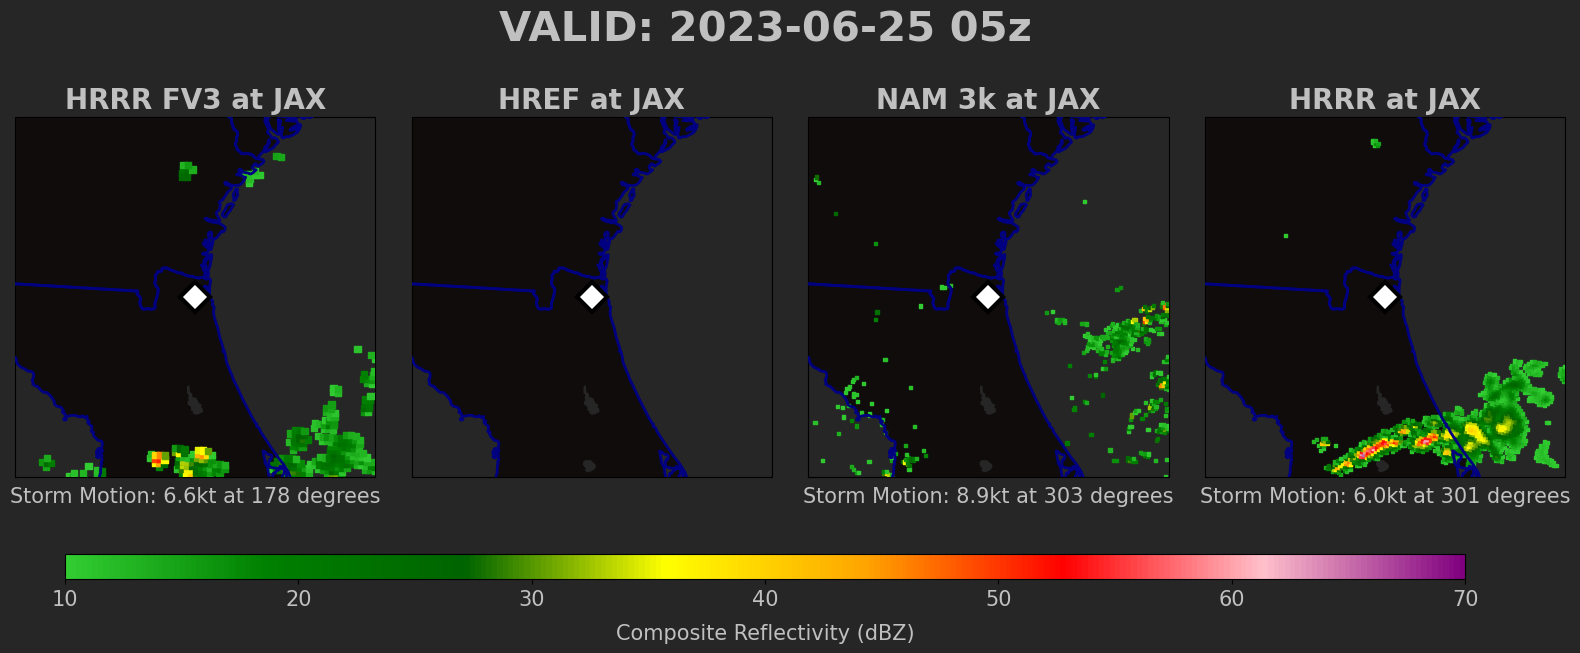 VALID: 2023-06-25 05z
HRRR FV3 at JAX
HREF at JAX
NAM 3k at JAX
HRRR at JAX
Storm Motion: 6.6kt at 178 degrees
Storm Motion: 8.9kt at 303 degrees
Storm Motion: 6.0kt at 301 degrees
10 20 30 40 50 60 70
Composite Reflectivity (dBZ)